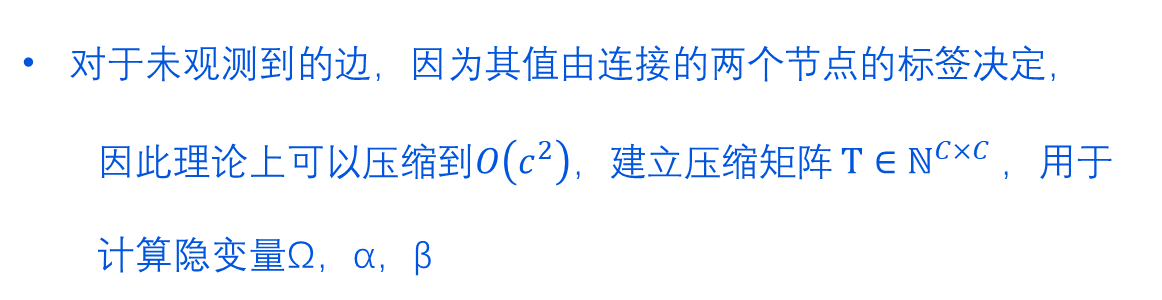 • 对于未观测到的边，因为其值由连接的两个节点的标签决定，
因此理论上可以压缩到𝑂(𝑐²)，建立压缩矩阵 T ∈ ℕ^{𝐶×𝐶} ，用于
计算隐变量Ω，α，β